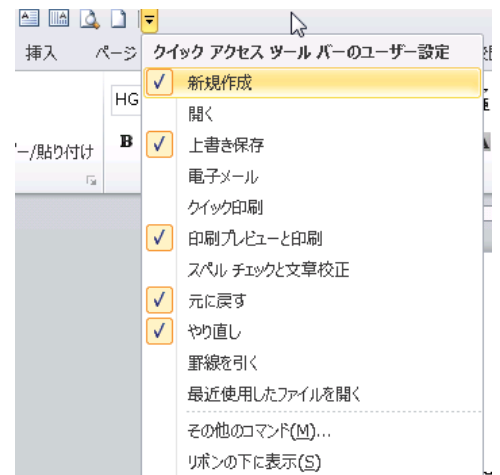 挿入 ページ
クイック アクセス ツール バーのユーザー設定
HG
新規作成
開く
B
上書き保存
ー/貼り付け
電子メール
クイック印刷
印刷プレビューと印刷
スペル チェックと文章校正
元に戻す
やり直し
罫線を引く
最近使用したファイルを開く
その他のコマンド(M)...
リボンの下に表示(S)